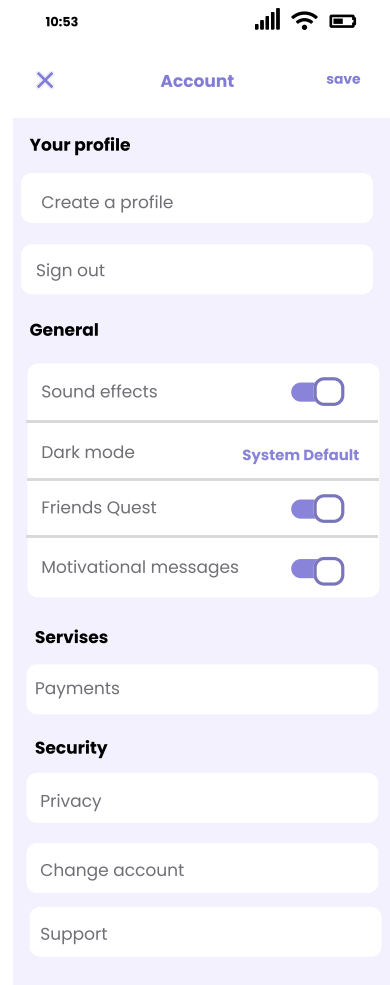 10:53
Account
save
Your profile
Create a profile
Sign out
General
Sound effects
Dark mode
System Default
Friends Quest
Motivational messages
Servises
Payments
Security
Privacy
Change account
Support